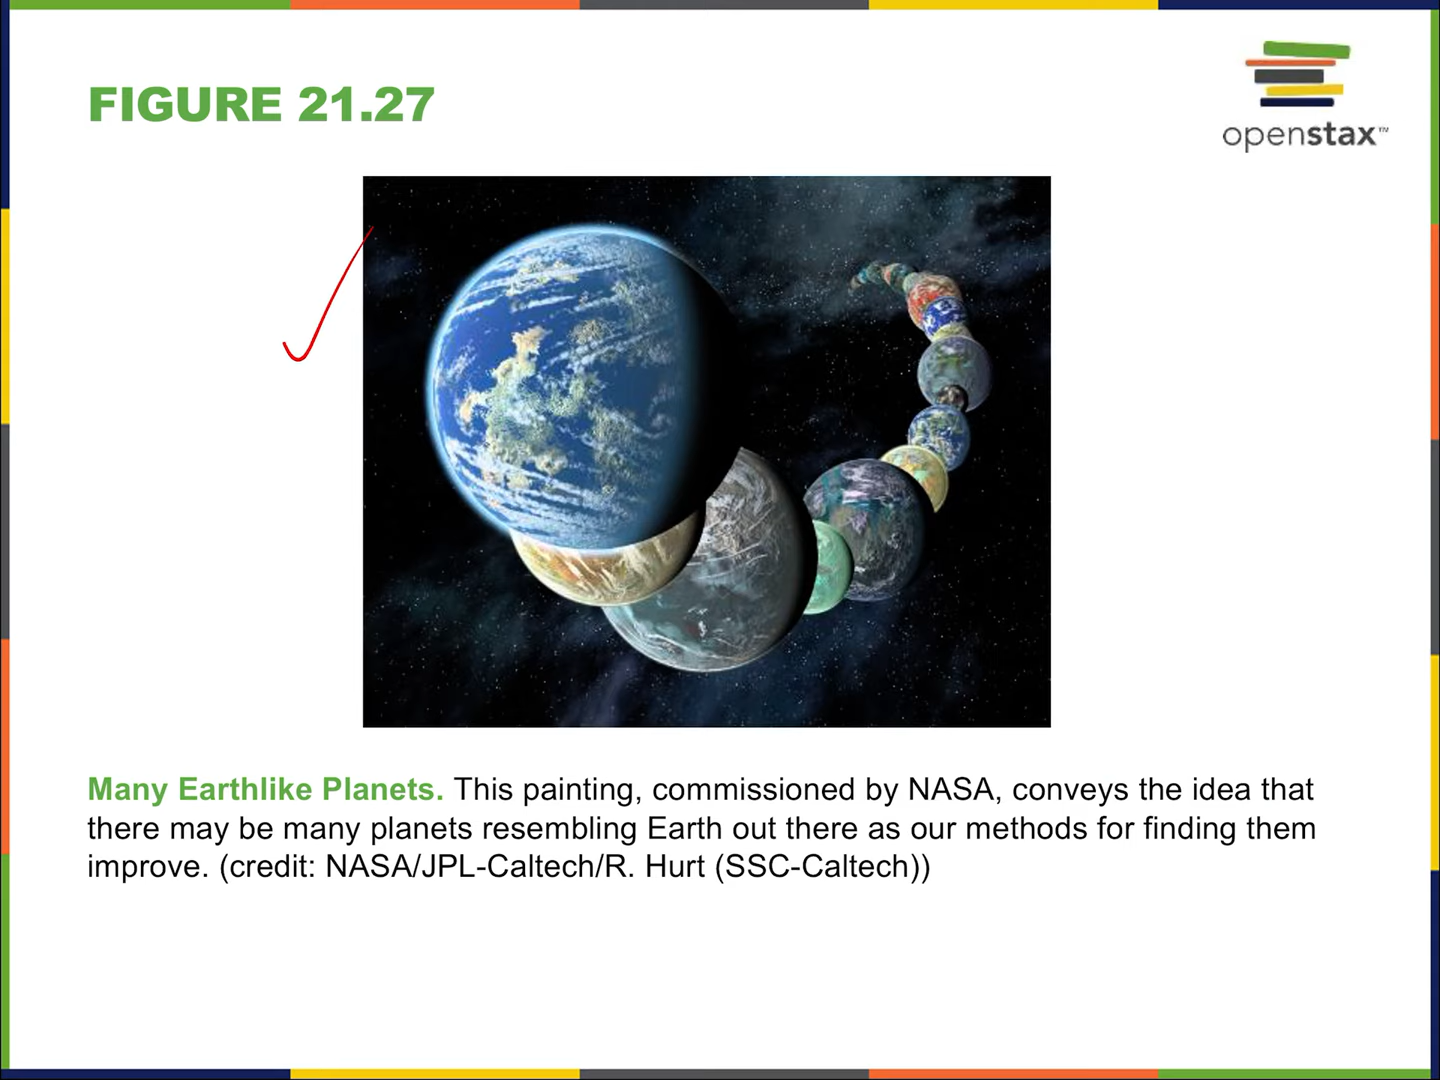 FIGURE 21.27
openstax™
Many Earthlike Planets. This painting, commissioned by NASA, conveys the idea that
there may be many planets resembling Earth out there as our methods for finding them
improve. (credit: NASA/JPL-Caltech/R. Hurt (SSC-Caltech))